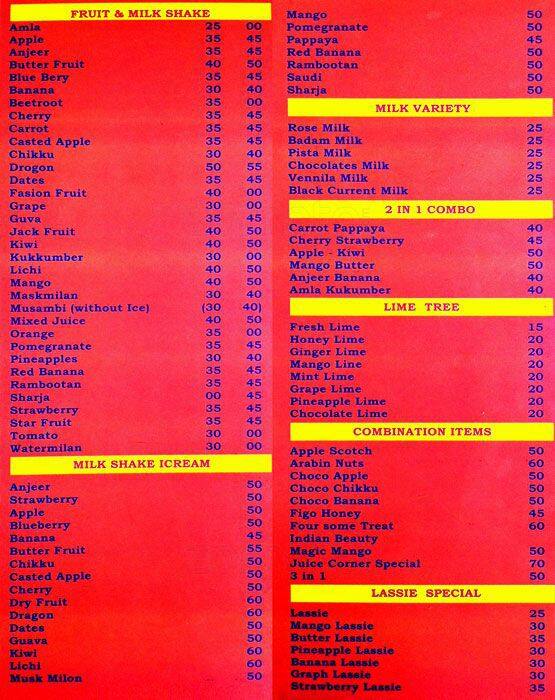 FRUIT & MILK SHAKE
Amla 25 00
Apple 35 45
Anjeer 35 45
Butter Fruit 40 50
Blue Bery 35 45
Banana 30 40
Beetroot 35 00
Cherry 35 45
Carrot 35 45
Casted Apple 35 45
Chikku 30 40
Drogon 50 55
Dates 35 45
Fasion Fruit 40 00
Grape 30 00
Guva 35 45
Jack Fruit 40 50
Kiwi 40 50
Kukkumber 30 00
Lichi 40 50
Mango 40 50
Maskmilan 30 40
Musambi (without Ice) (30 40)
Mixed Juice 40 50
Orange 35 00
Pomegranate 35 45
Pineapples 30 40
Red Banana 35 45
Rambootan 35 45
Sharja 00 45
Strawberry 35 45
Star Fruit 35 45
Tomato 30 00
Watermilan 30 00
MILK SHAKE ICREAM
Anjeer 50
Strawberry 50
Apple 50
Blueberry 50
Banana 45
Butter Fruit 55
Chikku 50
Casted Apple 50
Cherry 50
Dry Fruit 60
Dragon 60
Dates 50
Guava 50
Kiwi 60
Lichi 60
Musk Milon 50
Mango 50
Pomegranate 50
Pappaya 45
Red Banana 50
Rambootan 50
Saudi 50
Sharja 50
MILK VARIETY
Rose Milk 25
Badam Milk 25
Pista Milk 25
Chocolates Milk 25
Vennila Milk 25
Black Current Milk 25
2 IN 1 COMBO
Carrot Pappaya 40
Cherry Strawberry 45
Apple - Kiwi 50
Mango Butter 50
Anjeer Banana 40
Amla Kukumber 40
LIME TREE
Fresh Lime 15
Honey Lime 20
Ginger Lime 20
Mango Line 20
Mint Lime 20
Grape Lime 20
Pineapple Lime 20
Chocolate Lime 20
COMBINATION ITEMS
Apple Scotch 50
Arabin Nuts 60
Choco Apple 50
Choco Chikku 50
Choco Banana 50
Figo Honey 45
Four some Treat 60
Indian Beauty
Magic Mango 50
Juice Corner Special 70
3 in 1 50
LASSIE SPECIAL
Lassie 25
Mango Lassie 30
Butter Lassie 35
Pineapple Lassie 30
Banana Lassie 30
Graph Lassie 30
Strawberry Lassie 35